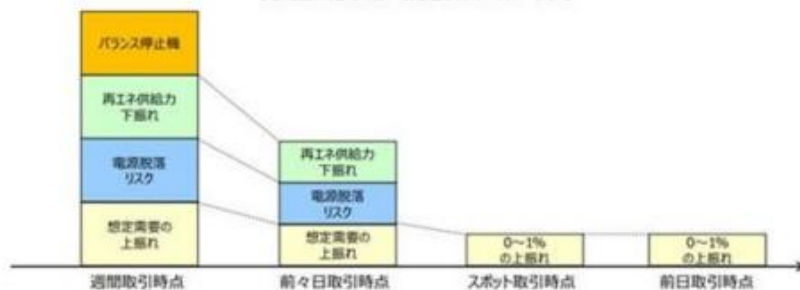 バランス停止機
再エネ供給力
下振れ
電源脱落
リスク
想定需要の
上振れ
再エネ供給力
下振れ
電源脱落
リスク
想定需要の
上振れ
0～1%
の上振れ
0～1%
の上振れ
週間取引時点
前々日取引時点
スポット取引時点
前日取引時点